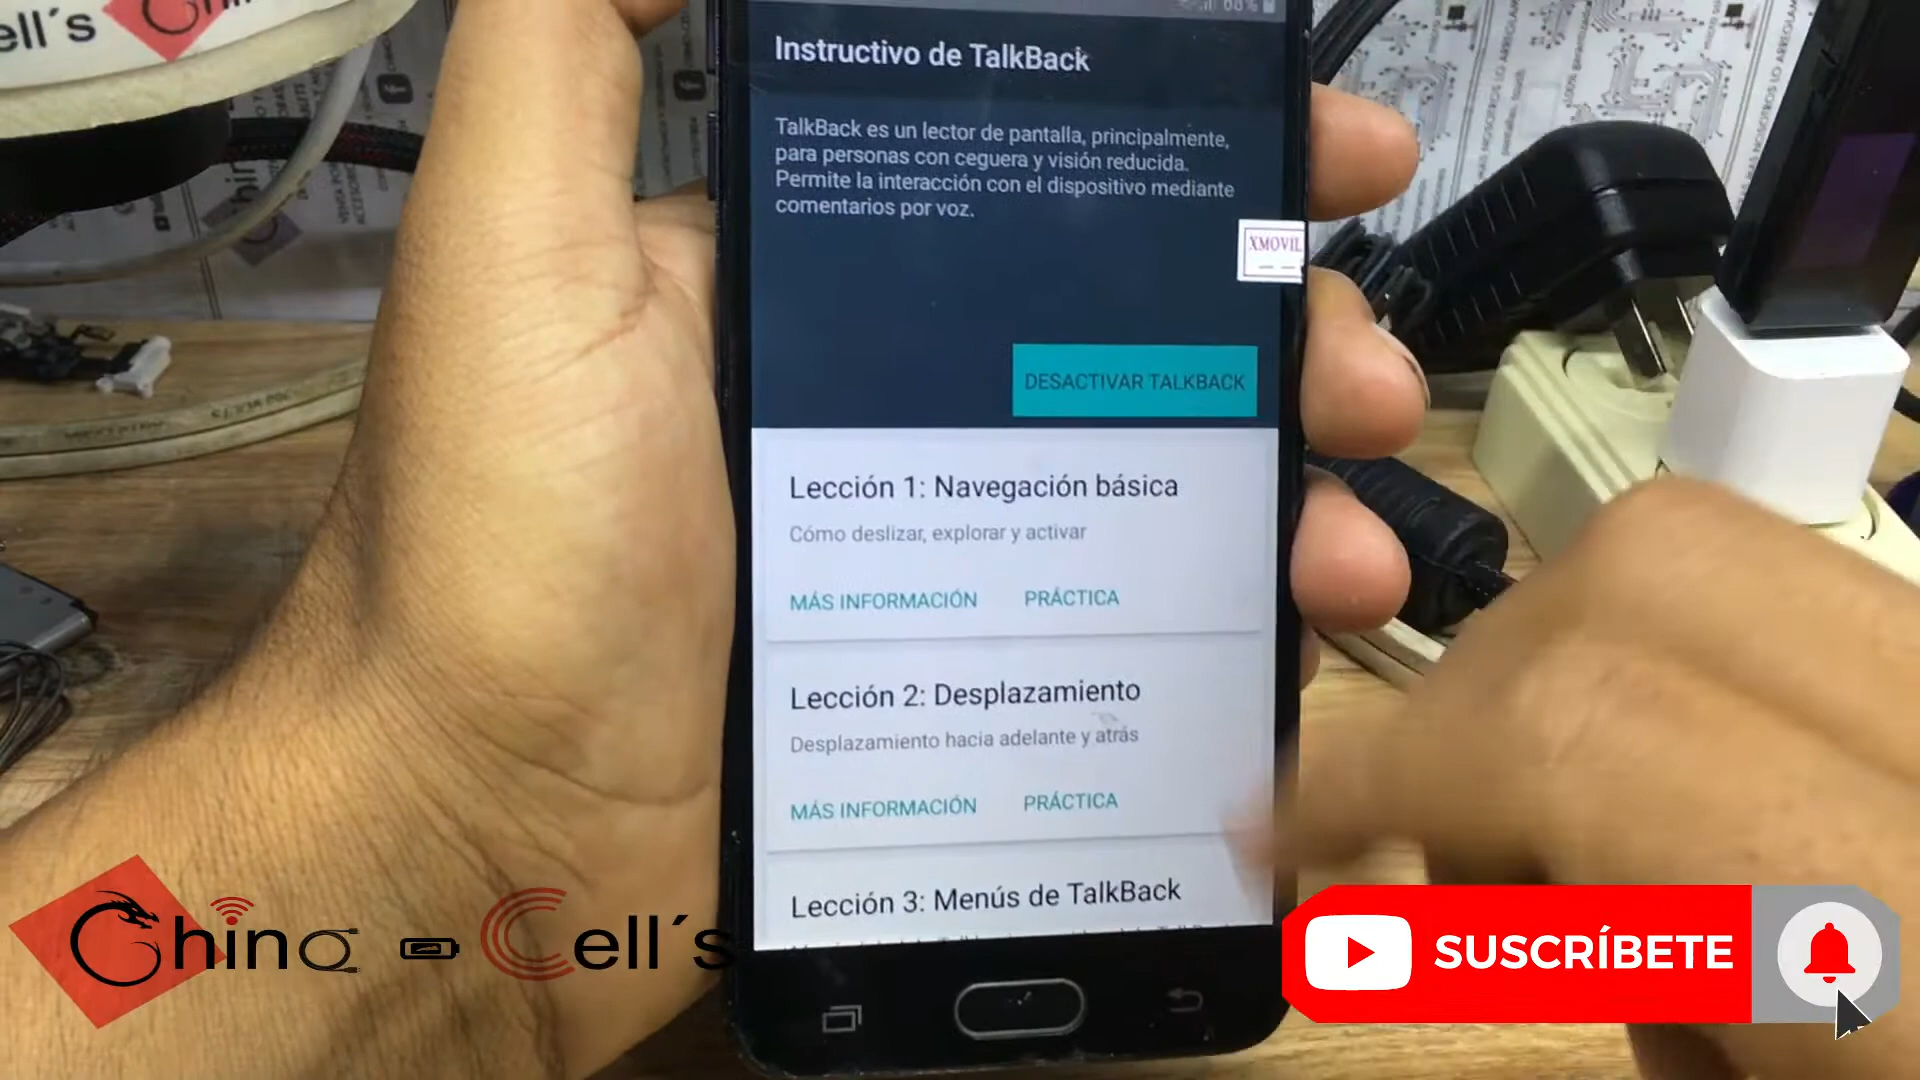 ell´s
68%
Instructivo de TalkBack
TalkBack es un lector de pantalla, principalmente,
para personas con ceguera y visión reducida.
Permite la interacción con el dispositivo mediante
comentarios por voz.
XMOVIL
DESACTIVAR TALKBACK
Lección 1: Navegación básica
Cómo deslizar, explorar y activar
MÁS INFORMACIÓN PRÁCTICA
Lección 2: Desplazamiento
Desplazamiento hacia adelante y atrás
MÁS INFORMACIÓN PRÁCTICA
Lección 3: Menús de TalkBack
Chino - Cell´s
SUSCRÍBETE